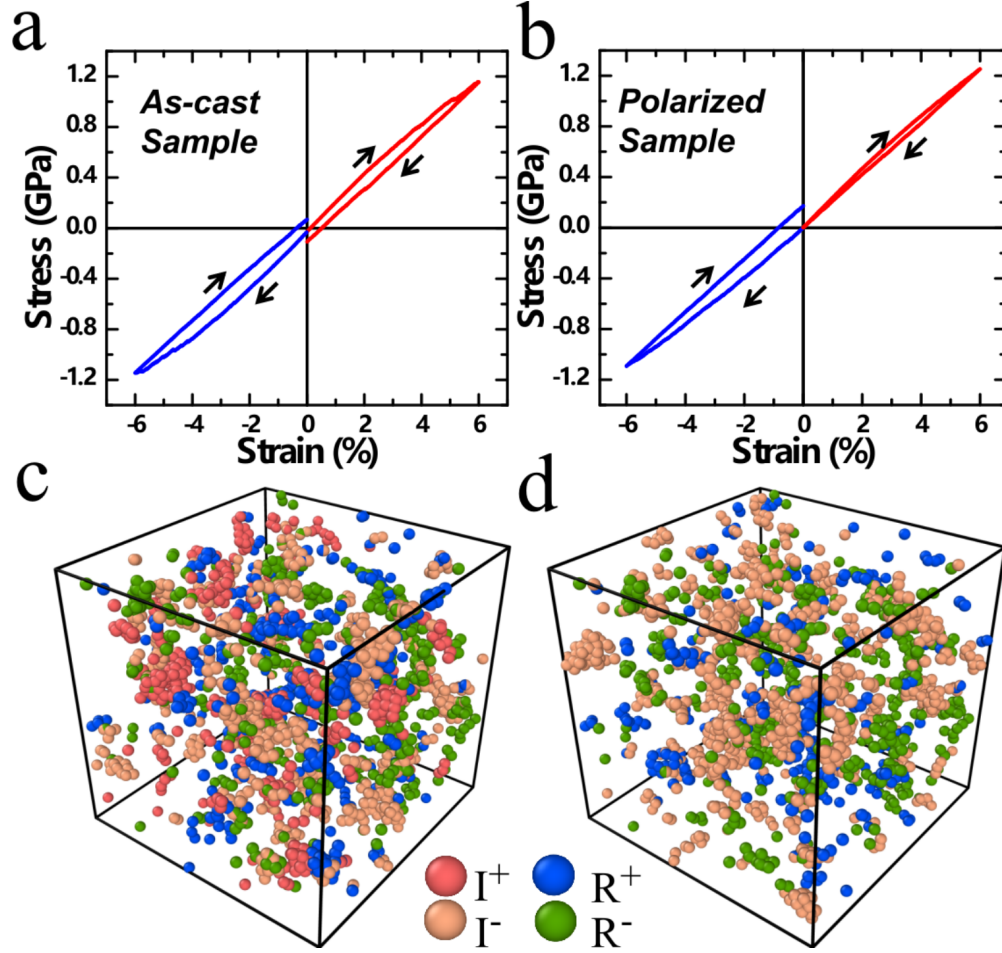 a
b
1.2
0.8
0.4
0.0
-0.4
-0.8
-1.2
Stress (GPa)
As-cast
Sample
-6 -4 -2 0 2 4 6
Strain (%)
1.2
0.8
0.4
0.0
-0.4
-0.8
-1.2
Stress (GPa)
Polarized
Sample
-6 -4 -2 0 2 4 6
Strain (%)
c
d
I+ R+
I- R-